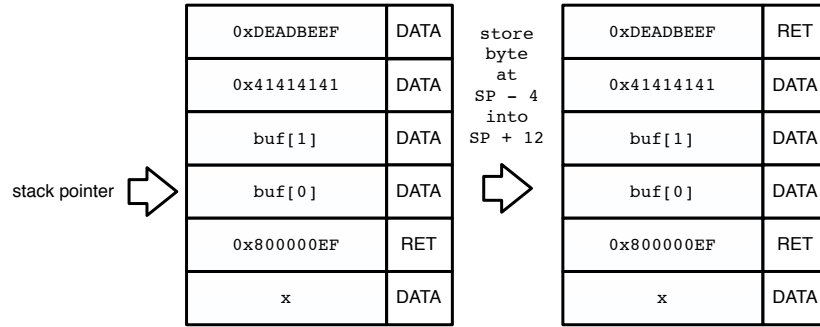 0xDEADBEEF DATA
0x41414141 DATA
buf[1] DATA
stack pointer buf[0] DATA
0x800000EF RET
x DATA
store
byte
at
SP - 4
into
SP + 12
0xDEADBEEF RET
0x41414141 DATA
buf[1] DATA
buf[0] DATA
0x800000EF RET
x DATA